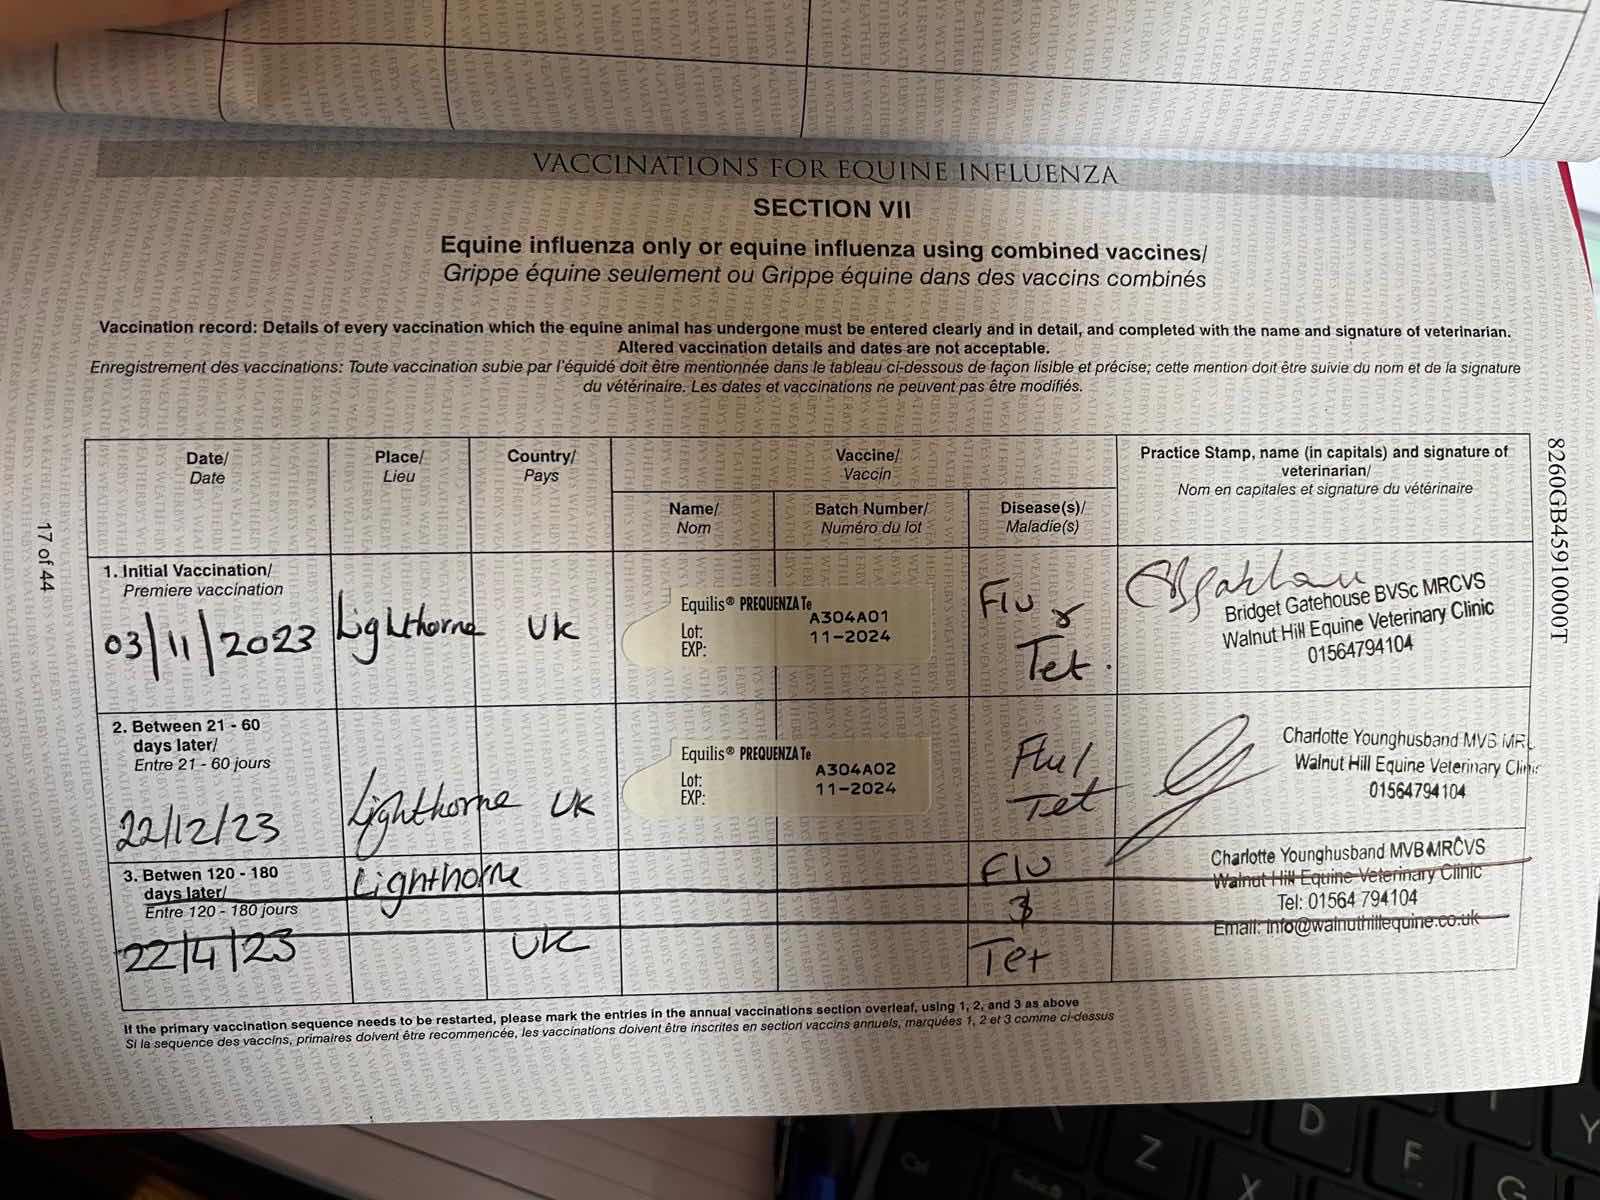 VACCINATIONS FOR EQUINE INFLUENZA
SECTION VII
Equine influenza only or equine influenza using combined vaccines/
Grippe équine seulement ou Grippe équine dans des vaccins combinés
Vaccination record: Details of every vaccination which the equine animal has undergone must be entered clearly and in detail, and completed with the name and signature of veterinarian.
Altered vaccination details and dates are not acceptable.
Enregistrement des vaccinations: Toute vaccination subie par l'équidé doit être mentionnée dans le tableau ci-dessous de façon lisible et précise; cette mention doit être suivie du nom et de la signature
du vétérinaire. Les dates et vaccinations ne peuvent pas être modifiés.
Date/
Date
Place/
Lieu
Country/
Pays
Vaccine/
Vaccin
Name/
Nom
Batch Number/
Numéro du lot
Disease(s)/
Maladie(s)
Practice Stamp, name (in capitals) and signature of
veterinarian/
Nom en capitales et signature du vétérinaire
1. Initial Vaccination/
Premiere vaccination
03/11/2023
Lighthorne
UK
Equilis® PREQUENZA Te
Lot: A304A01
EXP: 11-2024
Flu &
Tet.
Bridget Gatehouse BVSc MRCVS
Walnut Hill Equine Veterinary Clinic
01564794104
2. Between 21 - 60
days later/
Entre 21 - 60 jours
22/12/23
Lighthorne
UK
Equilis® PREQUENZA Te
Lot: A304A02
EXP: 11-2024
Flu/
Tet
Charlotte Younghusband MVB MR
Walnut Hill Equine Veterinary Clinic
01564794104
3. Betwen 120 - 180
days later/
Entre 120 - 180 jours
22/4/23
Lighthorne
UK
Flu
&
Tet
Charlotte Younghusband MVB MRCVS
Walnut Hill Equine Veterinary Clinic
Tel: 01564 794104
Email: info@walnuthillequine.co.uk
If the primary vaccination sequence needs to be restarted, please mark the entries in the annual vaccinations section overleaf, using 1, 2, and 3 as above
Si la sequence des vaccins, primaires doivent être recommencée, les vaccinations doivent être inscrites en section vaccins annuels, marquées 1, 2 et 3 comme ci-dessus
17 of 44
8260GB45910000T